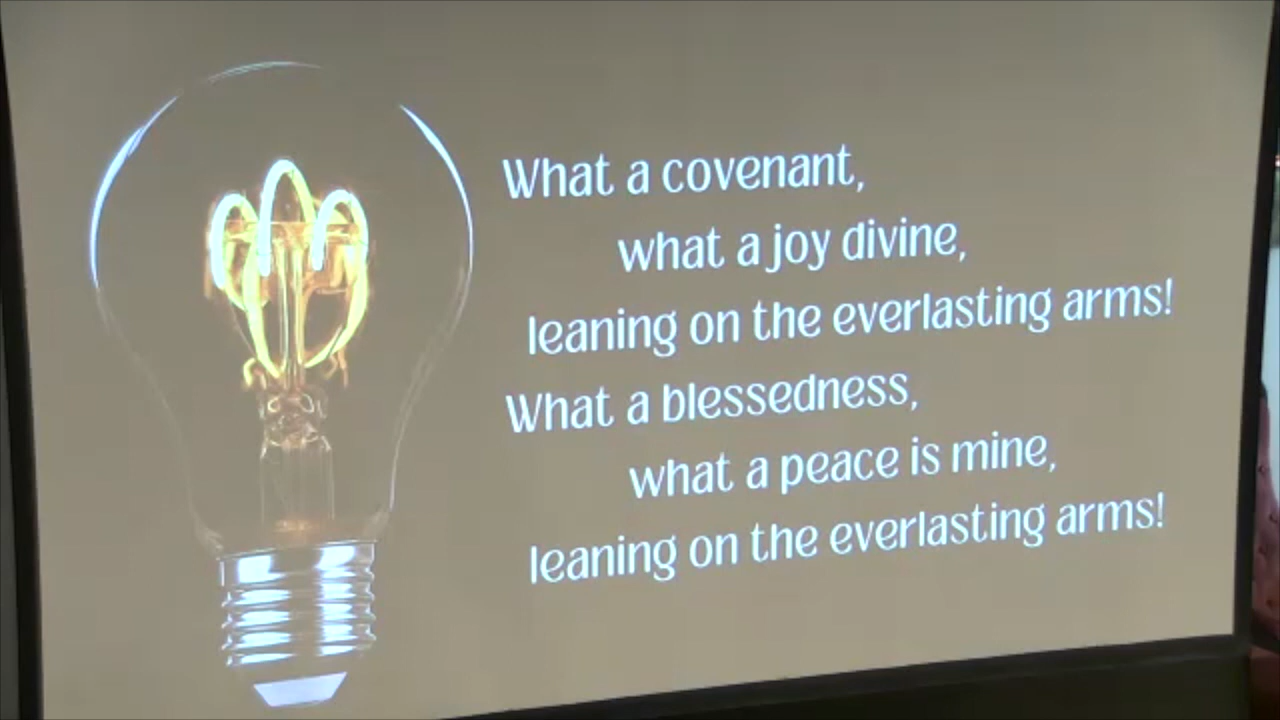 What a covenant,
what a joy divine,
leaning on the everlasting arms!
What a blessedness,
what a peace is mine,
leaning on the everlasting arms!